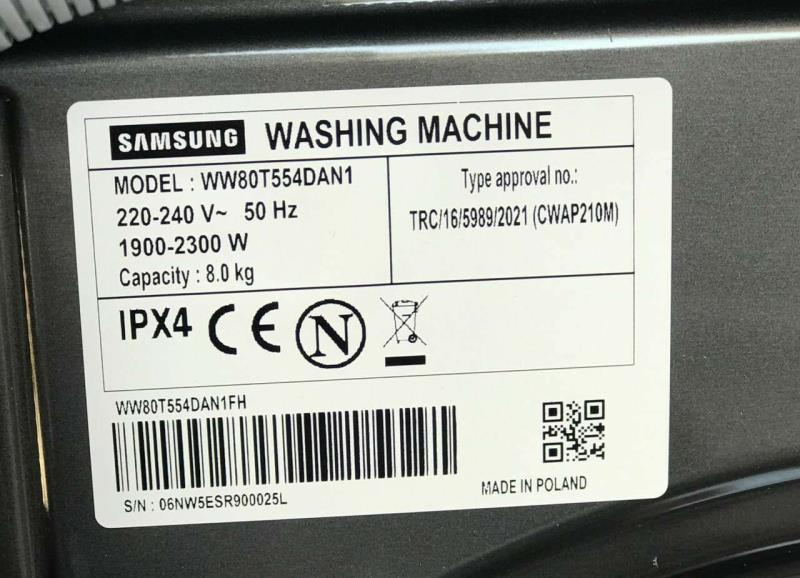 SAMSUNG WASHING MACHINE
MODEL : WW80T554DAN1
220-240 V~ 50 Hz
1900-2300 W
Capacity : 8.0 kg
Type approval no.:
TRC/16/5989/2021 (CWAP210M)
IPX4 CE N
WW80T554DAN1FH
S/N : 06NW5ESR900025L
MADE IN POLAND